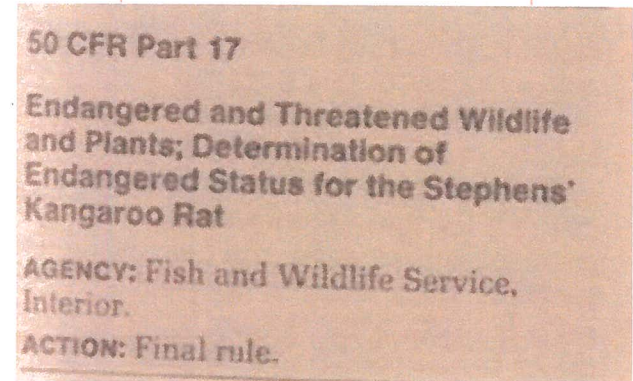 50 CFR Part 17
Endangered and Threatened Wildlife
and Plants; Determination of
Endangered Status for the Stephens'
Kangaroo Rat
AGENCY: Fish and Wildlife Service,
Interior.
ACTION: Final rule.